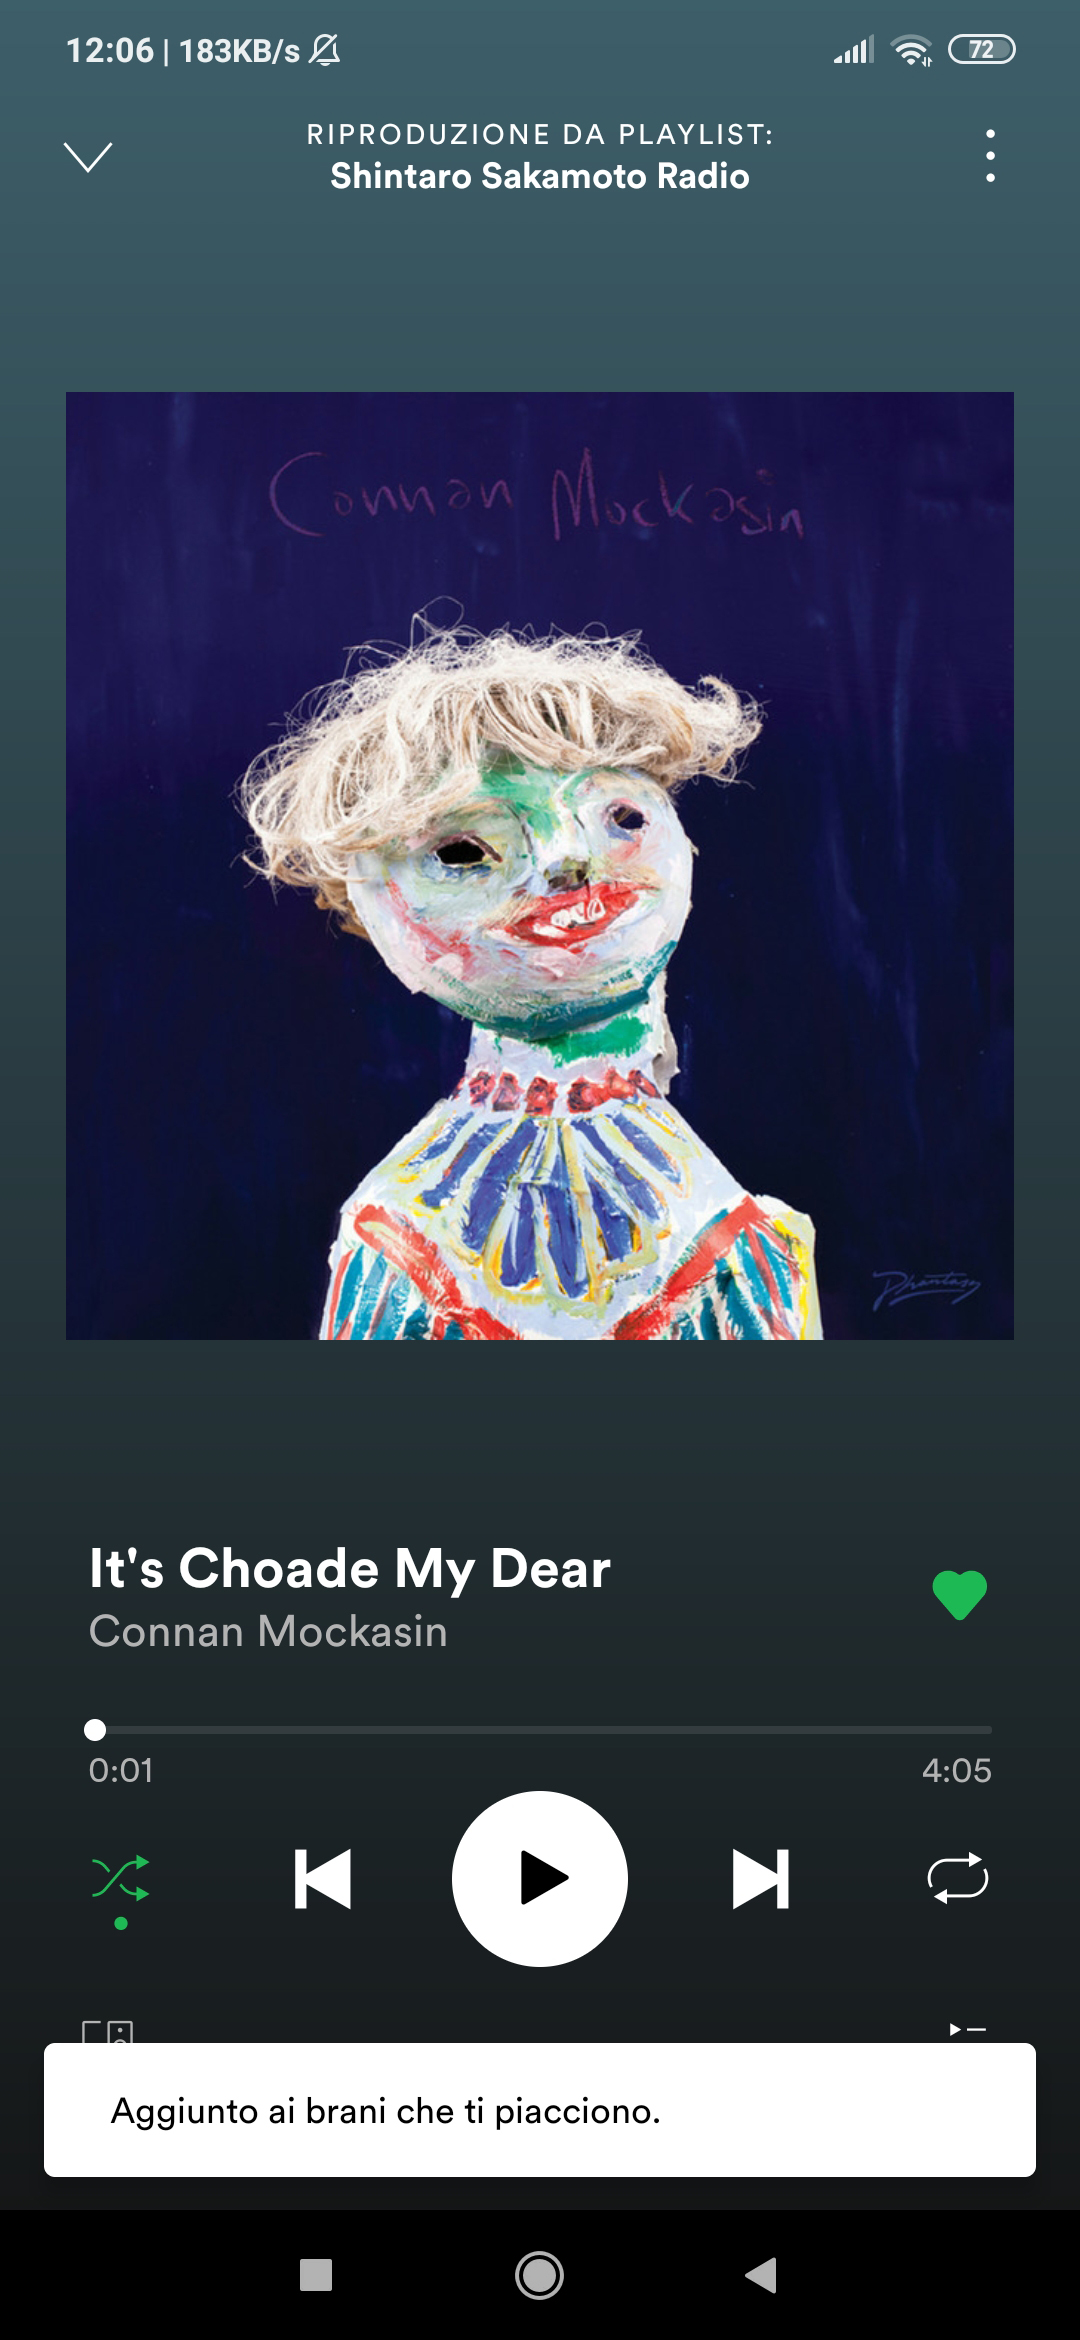 12:06 | 183KB/s
72
RIPRODUZIONE DA PLAYLIST:
Shintaro Sakamoto Radio
Connan Mockasin
Phantasy
It's Choade My Dear
Connan Mockasin
0:01
4:05
Aggiunto ai brani che ti piacciono.